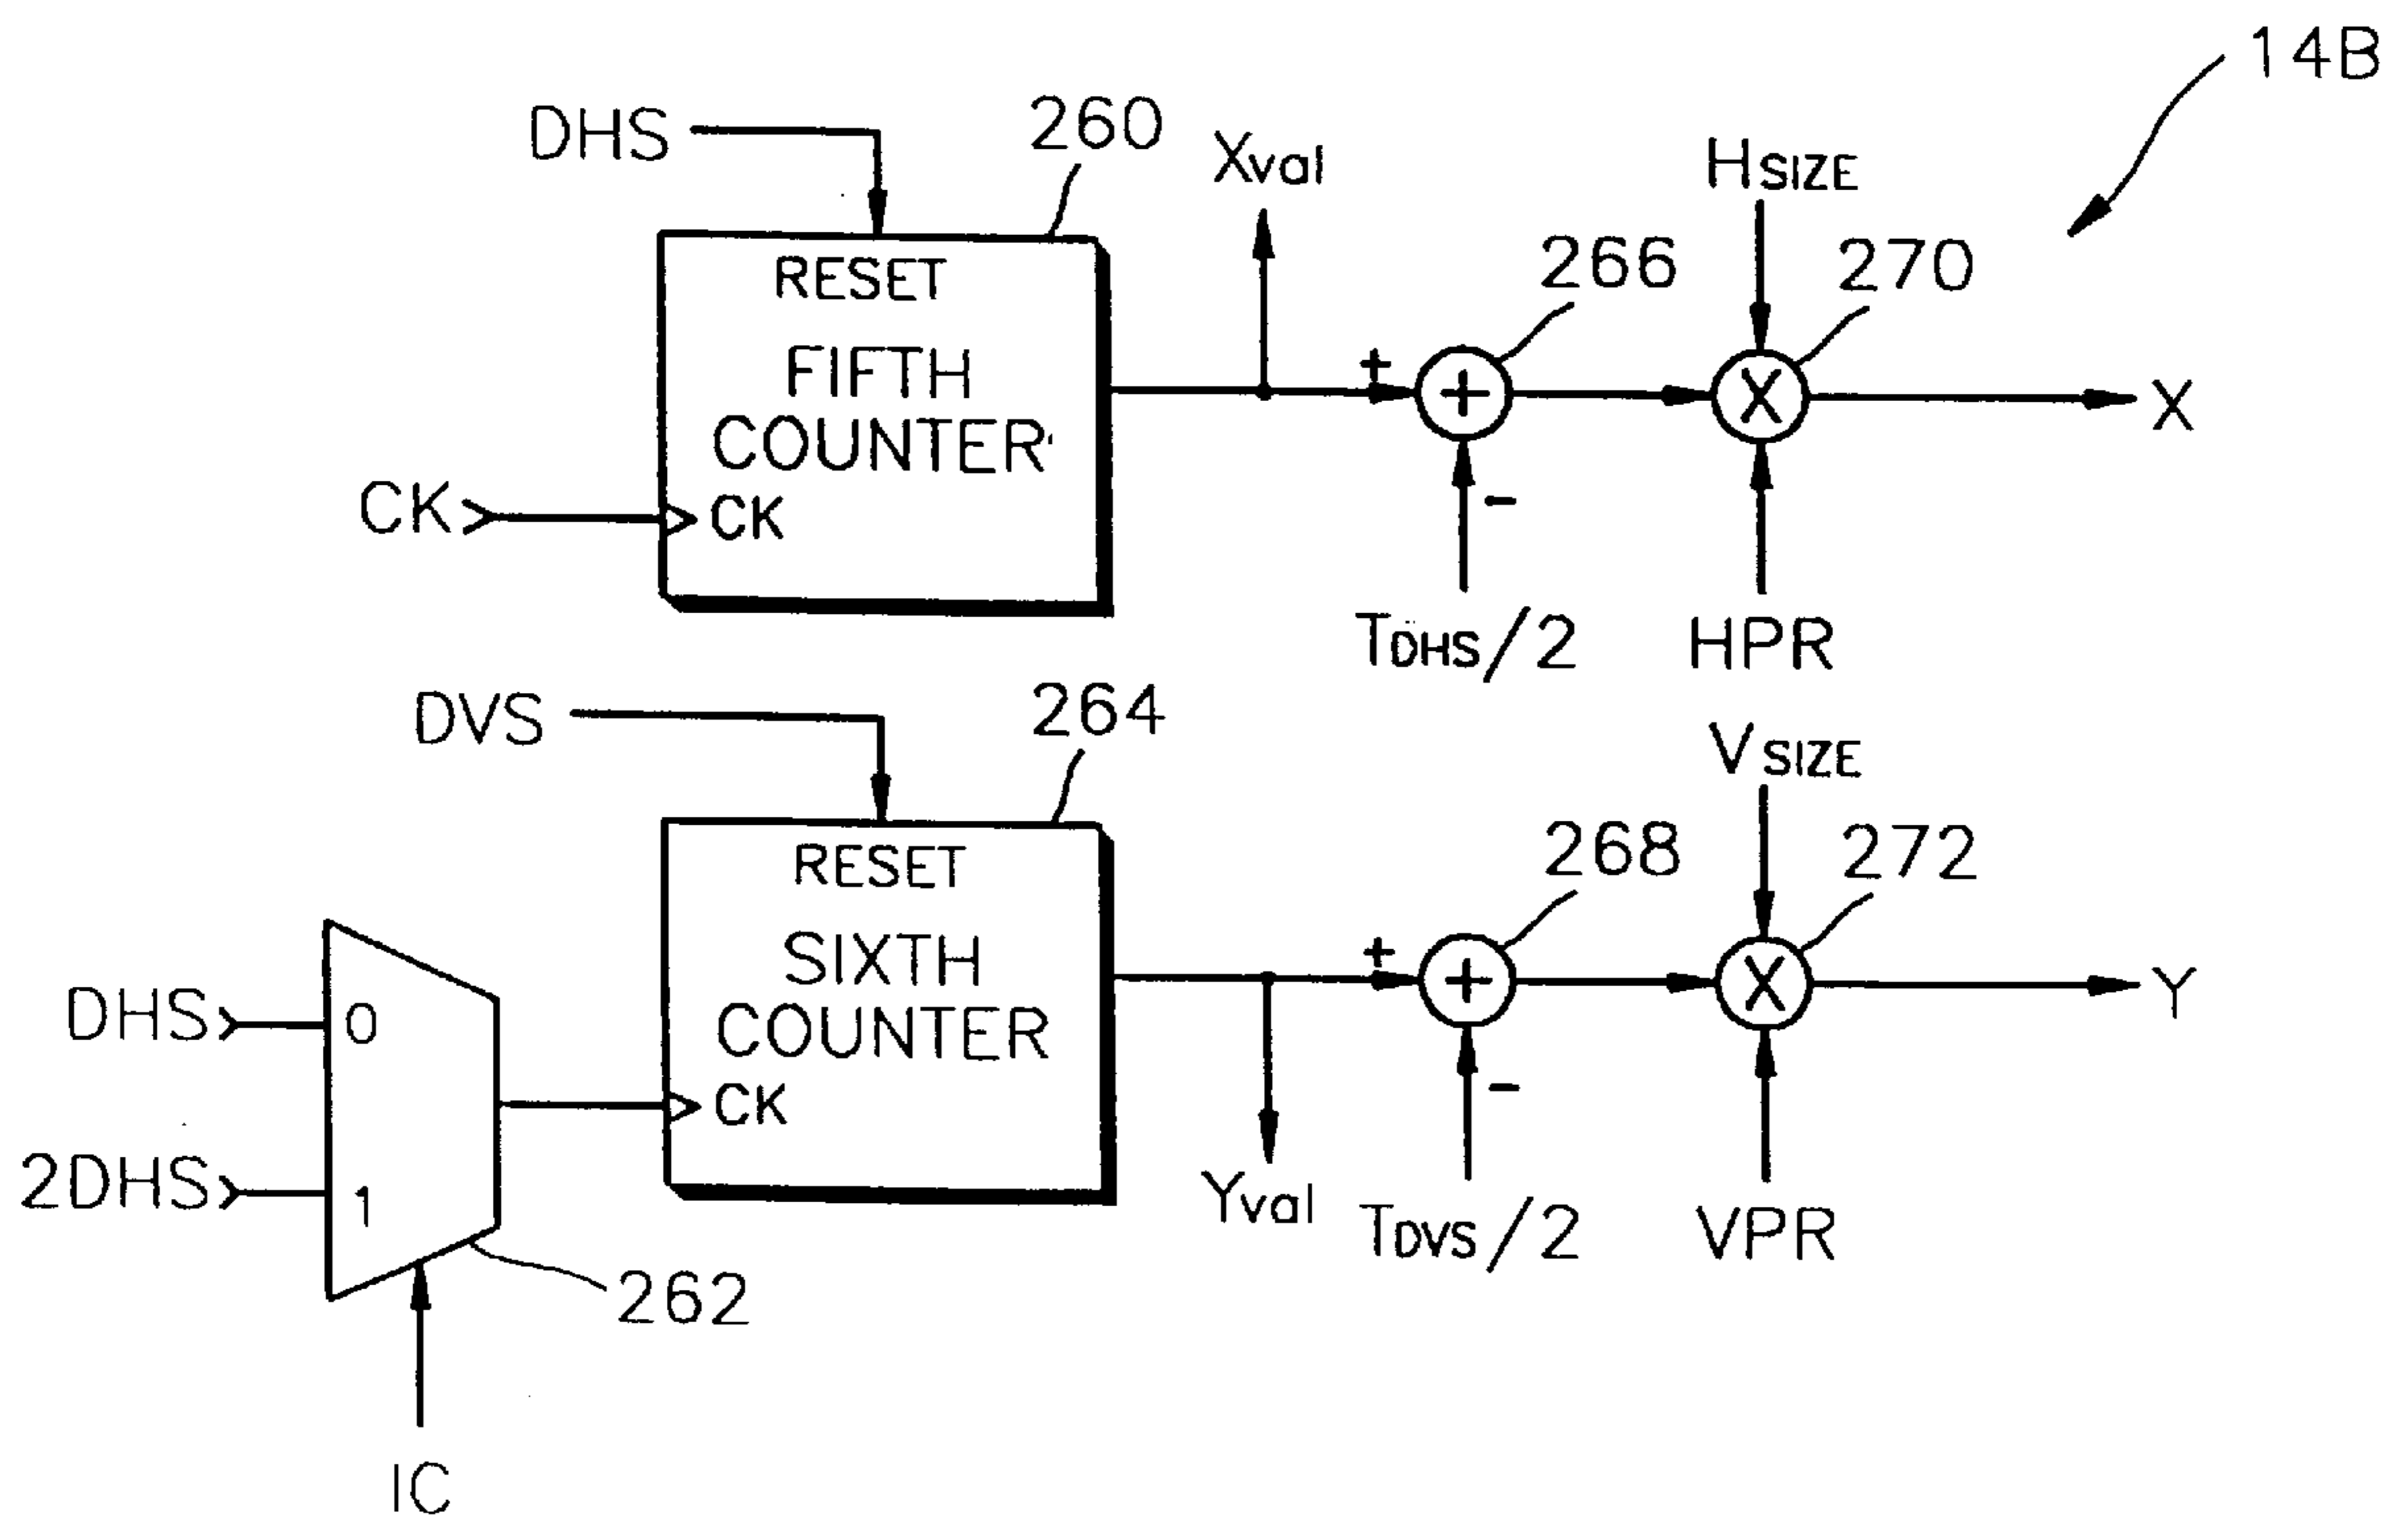 14B
DHS
260
Xval
HSIZE
266
270
RESET
FIFTH
COUNTER
CK
CK
+
+
X
X
-
TDHS/2
HPR
DVS
264
VSIZE
268
272
RESET
SIXTH
COUNTER
CK
+
+
X
Y
-
DHS
0
2DHS
1
Yval
TDVS/2
VPR
262
IC